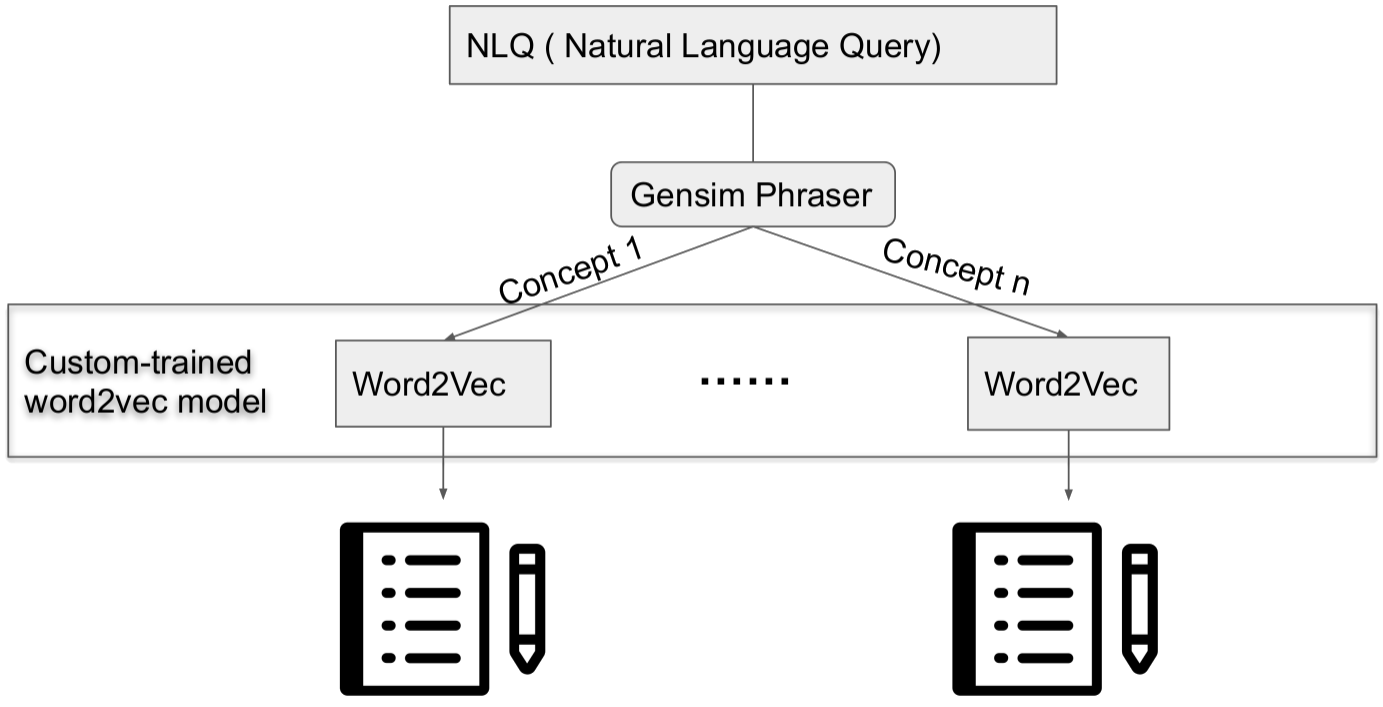 NLQ ( Natural Language Query)
Gensim Phraser
Concept 1
Concept n
Custom-trained
word2vec model
Word2Vec
......
Word2Vec